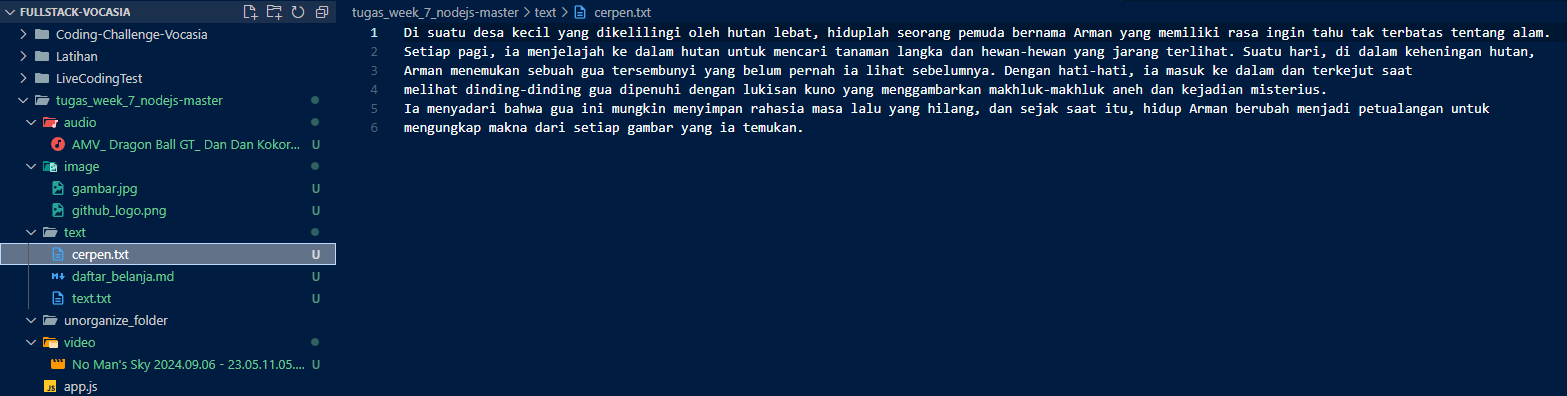 FULLSTACK-VOCASIA
Coding-Challenge-Vocasia
Latihan
LiveCodingTest
tugas_week_7_nodejs-master
audio
AMV_ Dragon Ball GT_ Dan Dan Kokor... U
image
gambar.jpg U
github_logo.png U
text
cerpen.txt U
daftar_belanja.md U
text.txt U
unorganize_folder
video
No Man's Sky 2024.09.06 - 23.05.11.05.... U
JS app.js
tugas_week_7_nodejs-master > text > cerpen.txt
1 Di suatu desa kecil yang dikelilingi oleh hutan lebat, hiduplah seorang pemuda bernama Arman yang memiliki rasa ingin tahu tak terbatas tentang alam.
2 Setiap pagi, ia menjelajah ke dalam hutan untuk mencari tanaman langka dan hewan-hewan yang jarang terlihat. Suatu hari, di dalam keheningan hutan,
3 Arman menemukan sebuah gua tersembunyi yang belum pernah ia lihat sebelumnya. Dengan hati-hati, ia masuk ke dalam dan terkejut saat
4 melihat dinding-dinding gua dipenuhi dengan lukisan kuno yang menggambarkan makhluk-makhluk aneh dan kejadian misterius.
5 Ia menyadari bahwa gua ini mungkin menyimpan rahasia masa lalu yang hilang, dan sejak saat itu, hidup Arman berubah menjadi petualangan untuk
6 mengungkap makna dari setiap gambar yang ia temukan.